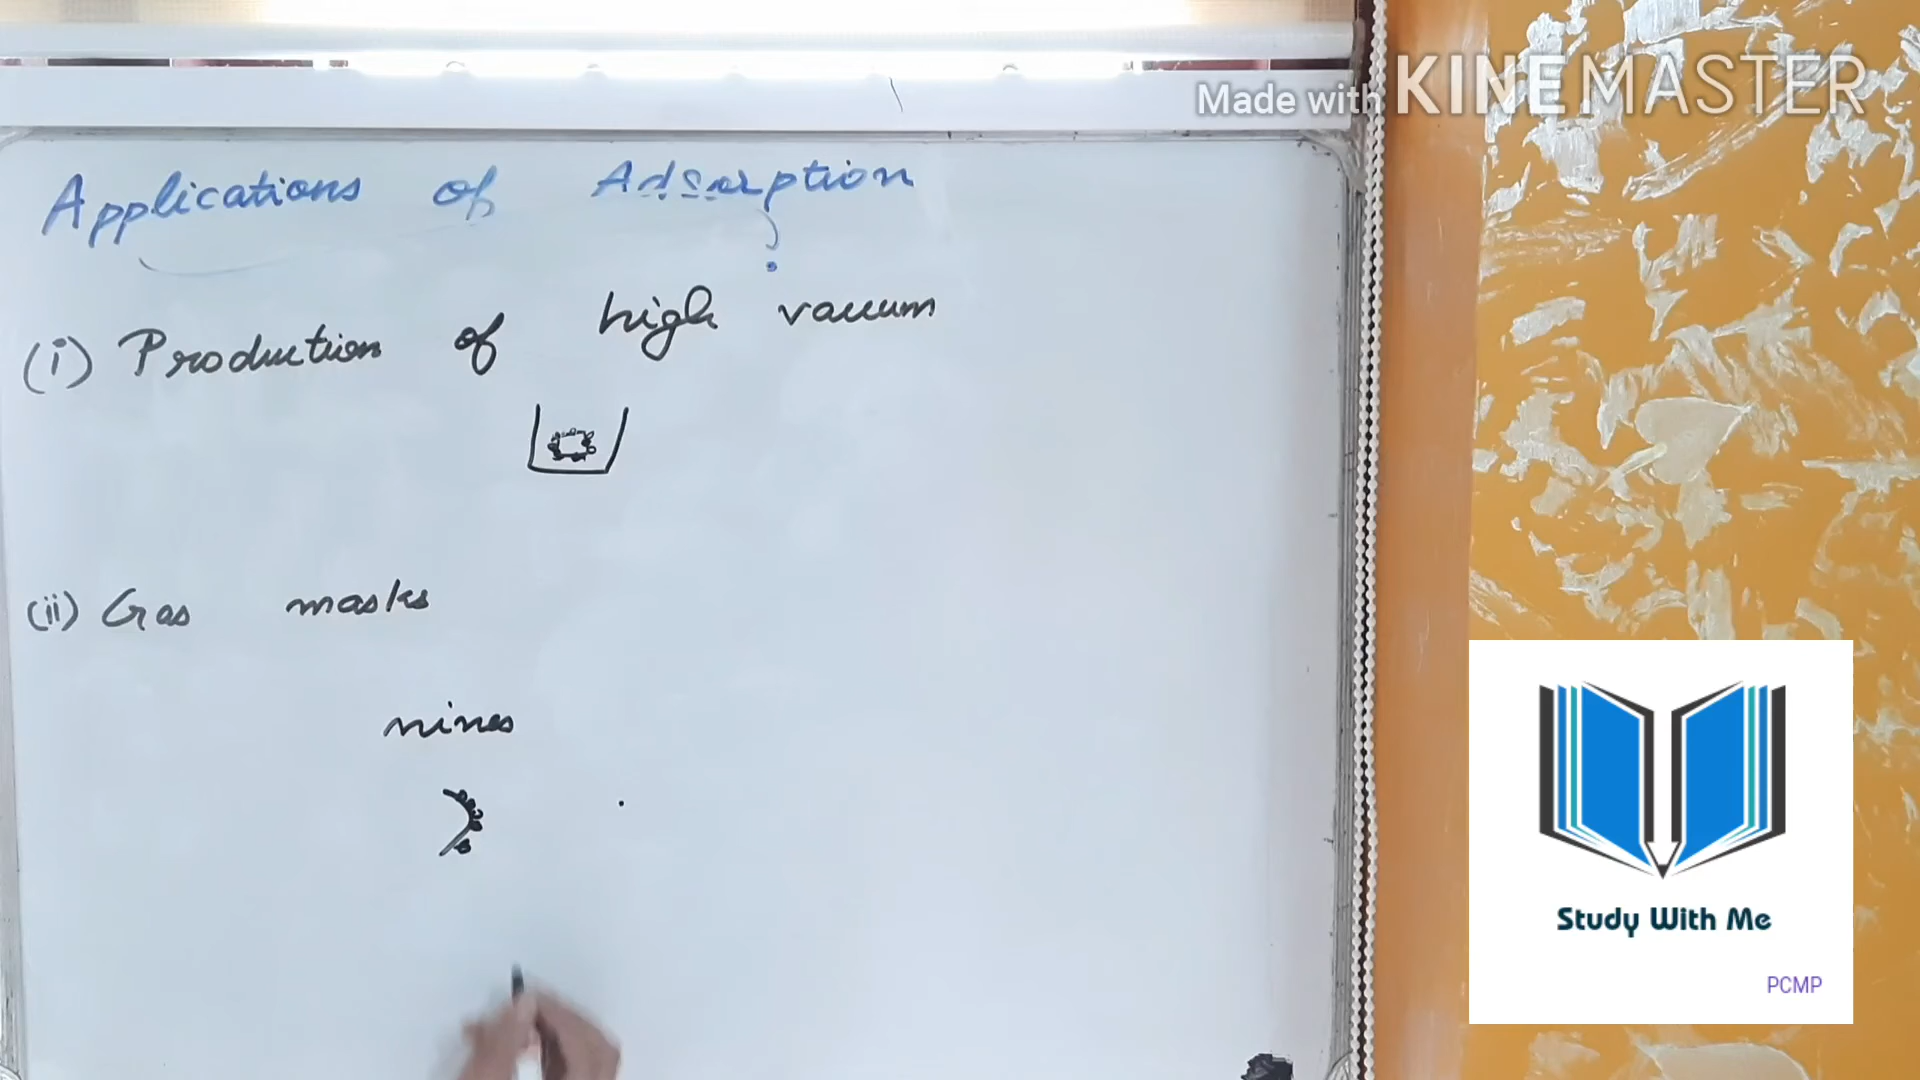 Made with KINEMASTER
Applications of Adsorption
(i) Production of high vacuum
(ii) Gas masks
mines
Study With Me
PCMP